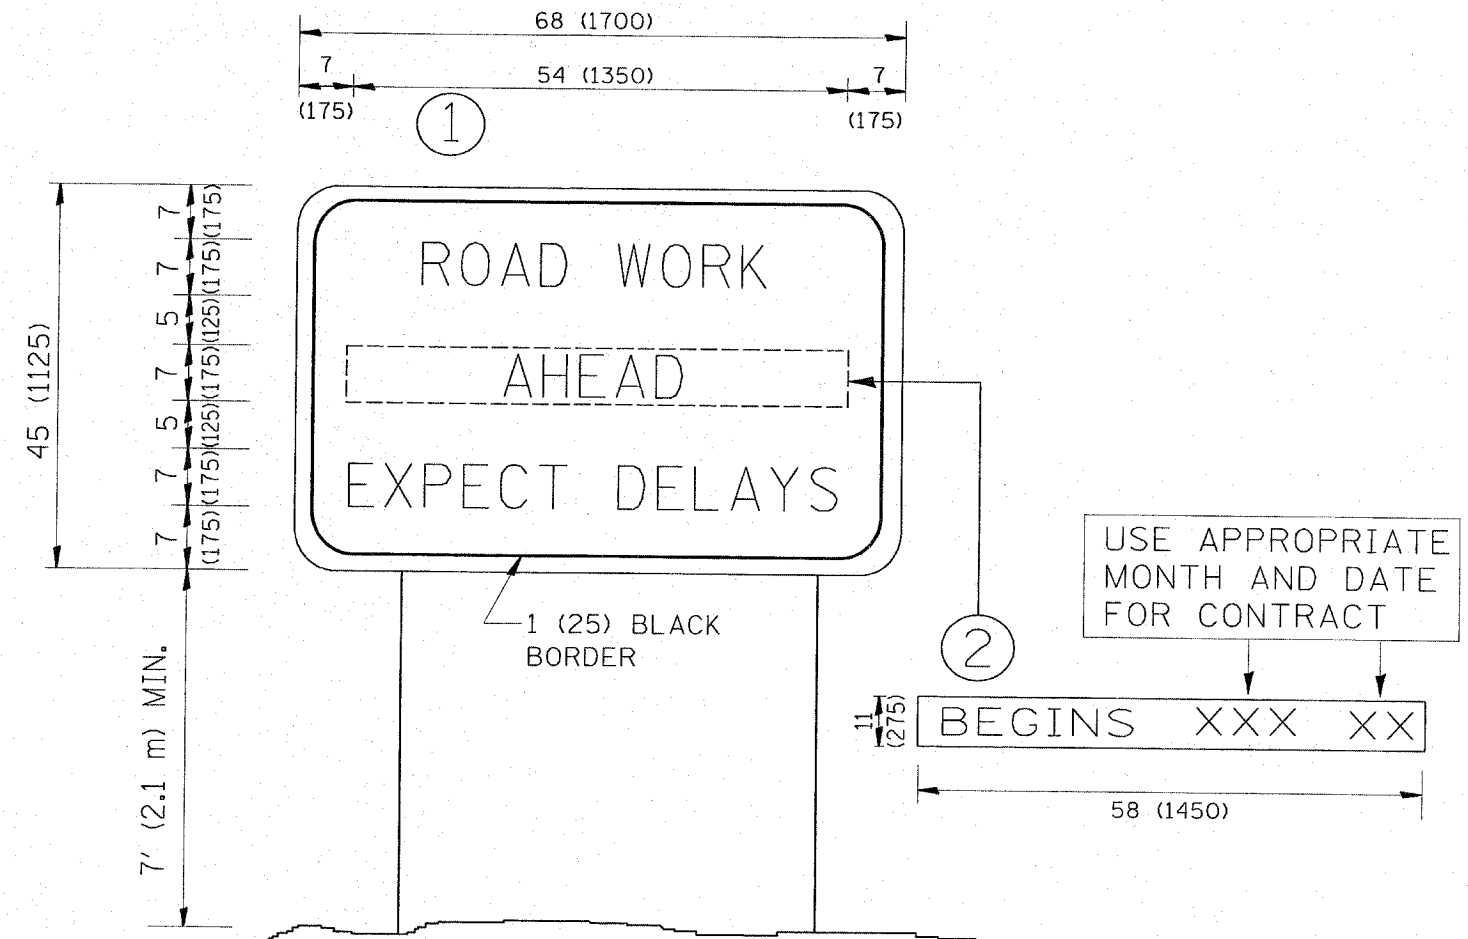 68 (1700)
7
54 (1350)
7
(175)
(175)
1
7
(175)
7
(175)
5
(125)
7
(175)
5
(125)
7
(175)
7
(175)
45 (1125)
ROAD WORK
AHEAD
EXPECT DELAYS
1 (25) BLACK
BORDER
7' (2.1 m) MIN.
USE APPROPRIATE
MONTH AND DATE
FOR CONTRACT
2
11
(275)
BEGINS XXX XX
58 (1450)